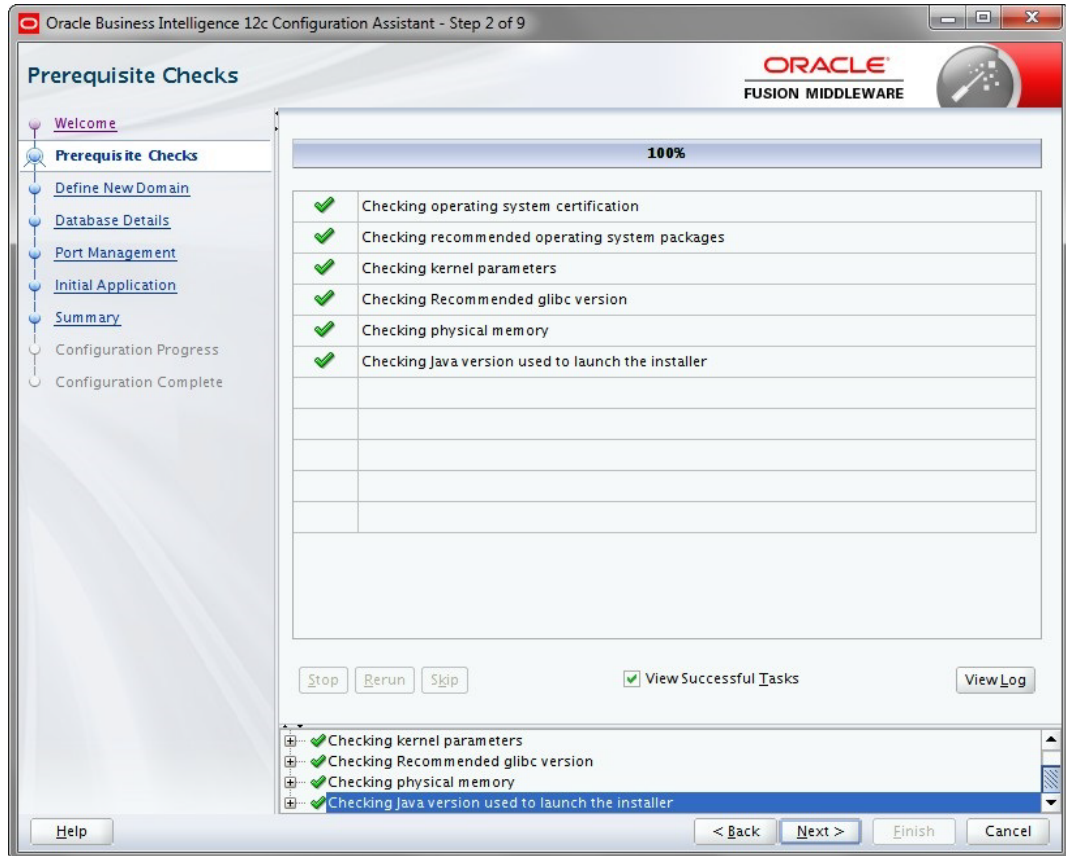 Oracle Business Intelligence 12c Configuration Assistant - Step 2 of 9
Prerequisite Checks
ORACLE
FUSION MIDDLEWARE
Welcome
Prerequisite Checks
Define New Domain
Database Details
Port Management
Initial Application
Summary
Configuration Progress
Configuration Complete
100%
Checking operating system certification
Checking recommended operating system packages
Checking kernel parameters
Checking Recommended glibc version
Checking physical memory
Checking Java version used to launch the installer
Stop Rerun Skip View Successful Tasks View Log
Checking kernel parameters
Checking Recommended glibc version
Checking physical memory
Checking Java version used to launch the installer
Help < Back Next > Finish Cancel